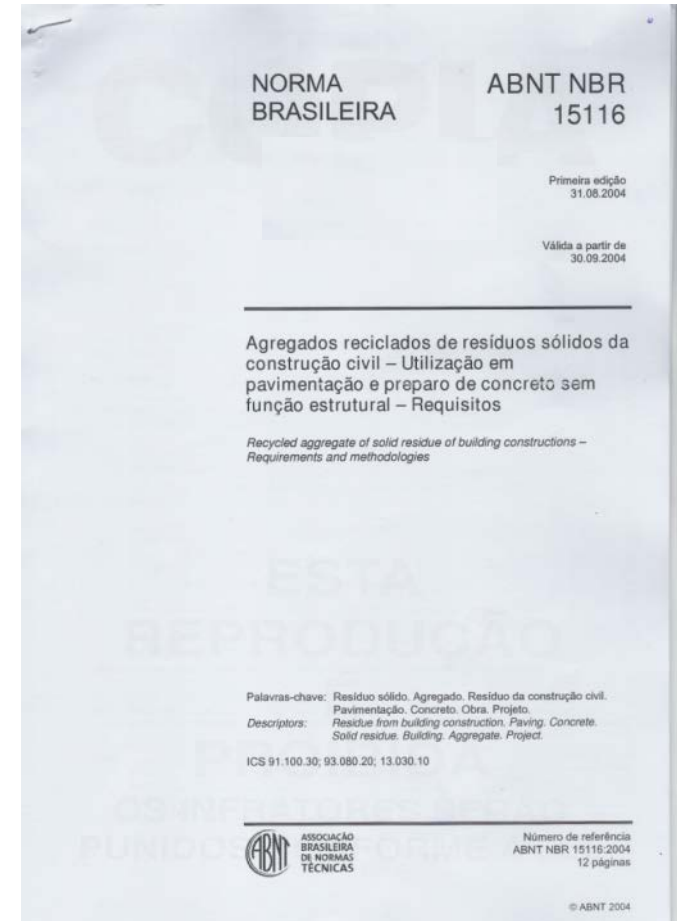 NORMA
BRASILEIRA
ABNT NBR
15116
Primeira edição
31.08.2004
Válida a partir de
30.09.2004
Agregados reciclados de resíduos sólidos da
construção civil – Utilização em
pavimentação e preparo de concreto sem
função estrutural – Requisitos
Recycled aggregate of solid residue of building constructions –
Requirements and methodologies
ESTA
REPRODUÇÃO
É
PROIBIDA
OS INFRATORES SERÃO
PUNIDOS CONFORME A
Palavras-chave: Resíduo sólido. Agregado. Resíduo da construção civil.
Pavimentação. Concreto. Obra. Projeto.
Descriptors: Residue from building construction. Paving. Concrete.
Solid residue. Building. Aggregate. Project.
ICS 91.100.30; 93.080.20; 13.030.10
ABNT
ASSOCIAÇÃO
BRASILEIRA
DE NORMAS
TÉCNICAS
Número de referência
ABNT NBR 15116:2004
12 páginas
© ABNT 2004